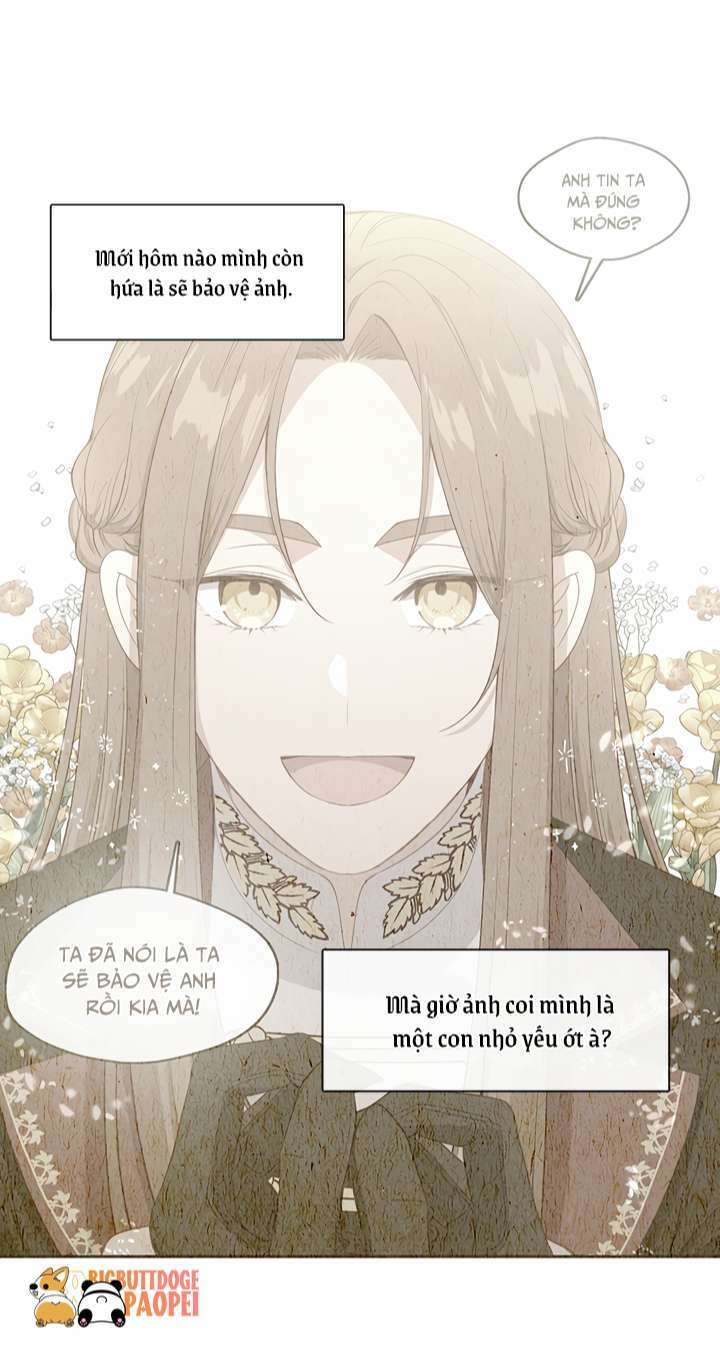 ANH TIN TA
MÀ ĐÚNG
KHÔNG?
Mới hôm nào mình còn
hứa là sẽ bảo vệ ảnh.
TA ĐÃ NÓI LÀ TA
SẼ BẢO VỆ ANH
RỒI KIA MÀ!
Mà giờ ảnh coi mình là
một con nhỏ yếu ớt à?
BIGBUTTDOGE
PAOPEI